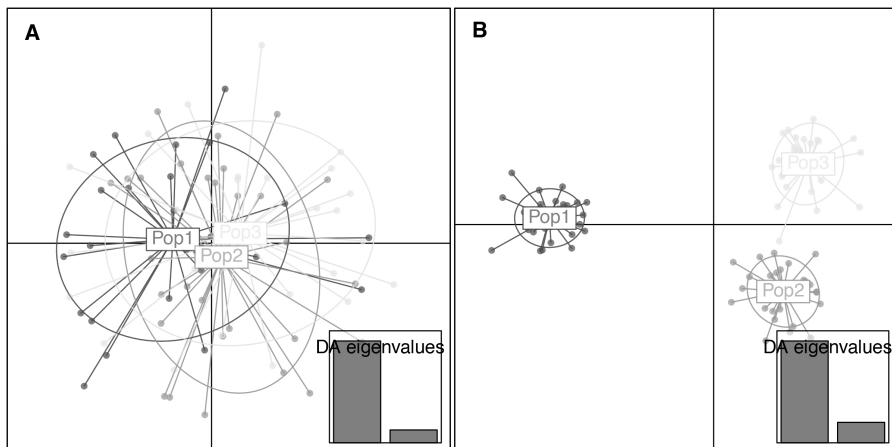 A
Pop1
Pop3
Pop2
DA eigenvalues
B
Pop3
Pop1
Pop2
DA eigenvalues